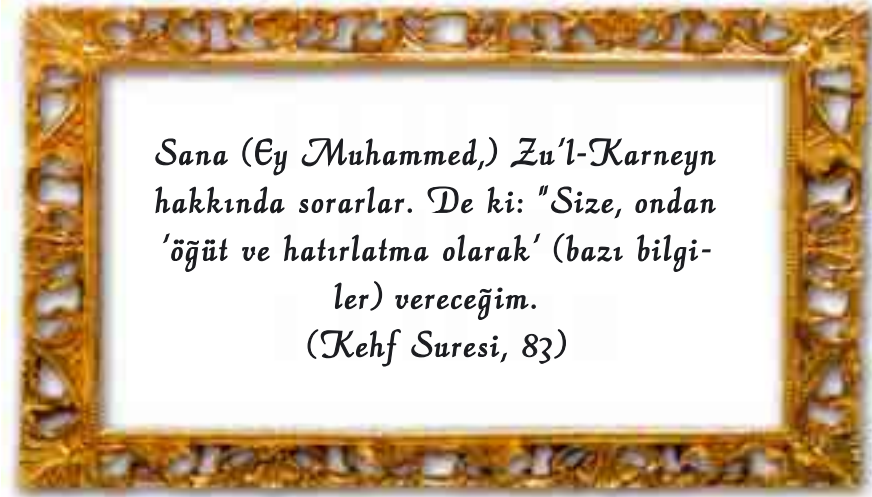 Sana (Ey Muhammed,) Zu'l-Karneyn
hakkında sorarlar. De ki: "Size, ondan
'öğüt ve hatırlatma olarak' (bazı bilgi-
ler) vereceğim.
(Kehf Suresi, 83)